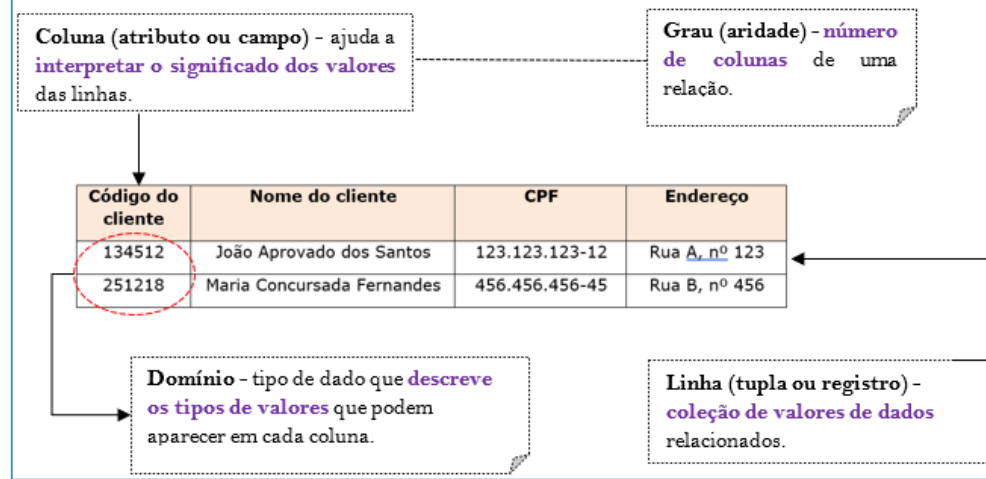 Coluna (atributo ou campo) - ajuda a
interpretar o significado dos valores
das linhas.
Grau (aridade) - número
de colunas de uma
relação.
Código do cliente Nome do cliente CPF Endereço
134512 João Aprovado dos Santos 123.123.123-12 Rua A, nº 123
251218 Maria Concursada Fernandes 456.456.456-45 Rua B, nº 456
Domínio - tipo de dado que descreve
os tipos de valores que podem
aparecer em cada coluna.
Linha (tupla ou registro) -
coleção de valores de dados
relacionados.